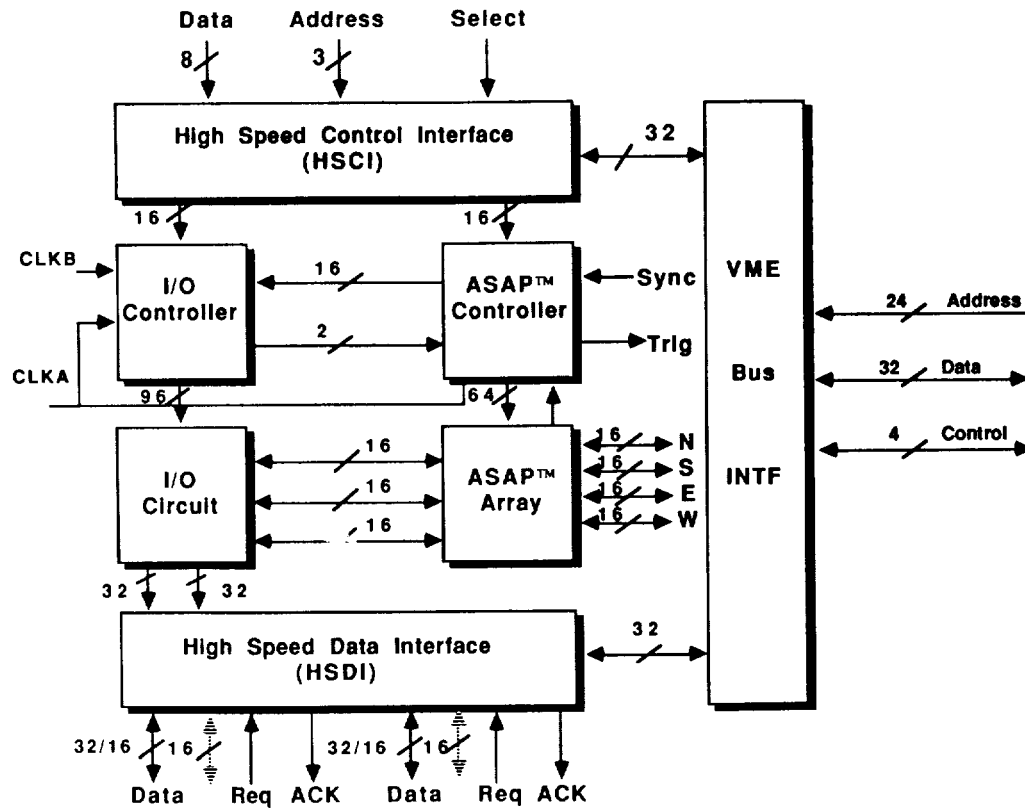 Data Address Select
8 3
High Speed Control Interface
(HSCI)
32
16 16
CLKB
I/O
Controller
16
2
ASAP™
Controller
Sync
Trig
VME
Bus
INTF
24 Address
32 Data
4 Control
CLKA
96 64
I/O
Circuit
16
16
16
ASAP™
Array
16 N
16 S
16 E
16 W
32 32
High Speed Data Interface
(HSDI)
32
32/16 16 32/16 16
Data Req ACK Data Req ACK